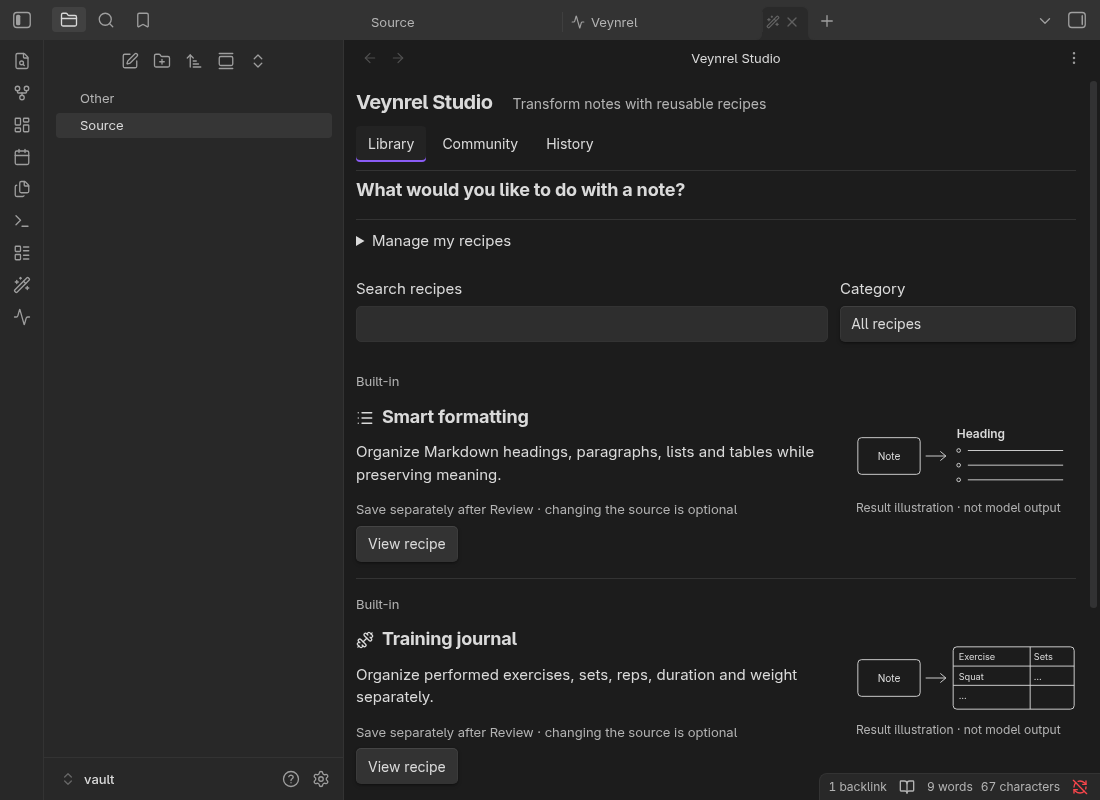 Source
Veynrel
Veynrel Studio
Other
Source
Veynrel Studio
Transform notes with reusable recipes
Library
Community
History
What would you like to do with a note?
Manage my recipes
Search recipes
Category
All recipes
Built-in
Smart formatting
Organize Markdown headings, paragraphs, lists and tables while
preserving meaning.
Save separately after Review · changing the source is optional
View recipe
Note
Heading
Result illustration · not model output
Built-in
Training journal
Organize performed exercises, sets, reps, duration and weight
separately.
Save separately after Review · changing the source is optional
View recipe
Note
Exercise Sets
Squat ...
...
Result illustration · not model output
vault
1 backlink 9 words 67 characters